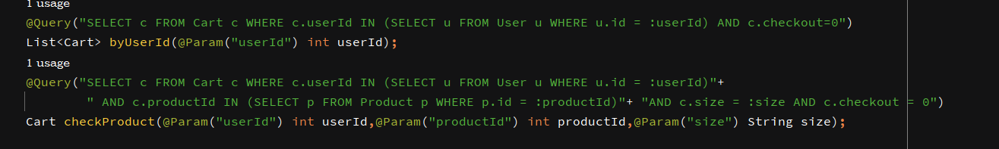 1 usage
@Query("SELECT c FROM Cart c WHERE c.userId IN (SELECT u FROM User u WHERE u.id = :userId) AND c.checkout=0")
List<Cart> byUserId(@Param("userId") int userId);
1 usage
@Query("SELECT c FROM Cart c WHERE c.userId IN (SELECT u FROM User u WHERE u.id = :userId)"+
" AND c.productId IN (SELECT p FROM Product p WHERE p.id = :productId)"+ "AND c.size = :size AND c.checkout = 0")
Cart checkProduct(@Param("userId") int userId,@Param("productId") int productId,@Param("size") String size);